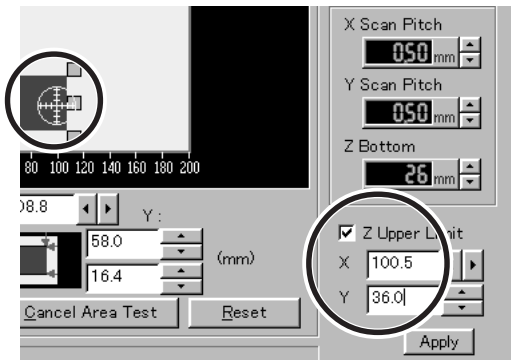 X Scan Pitch
0.50 mm
Y Scan Pitch
0.50 mm
Z Bottom
26 mm
80 100 120 140 160 180 200
08.8
Y :
58.0
(mm)
16.4
Cancel Area Test
Reset
Z Upper Limit
X 100.5
Y 36.0
Apply